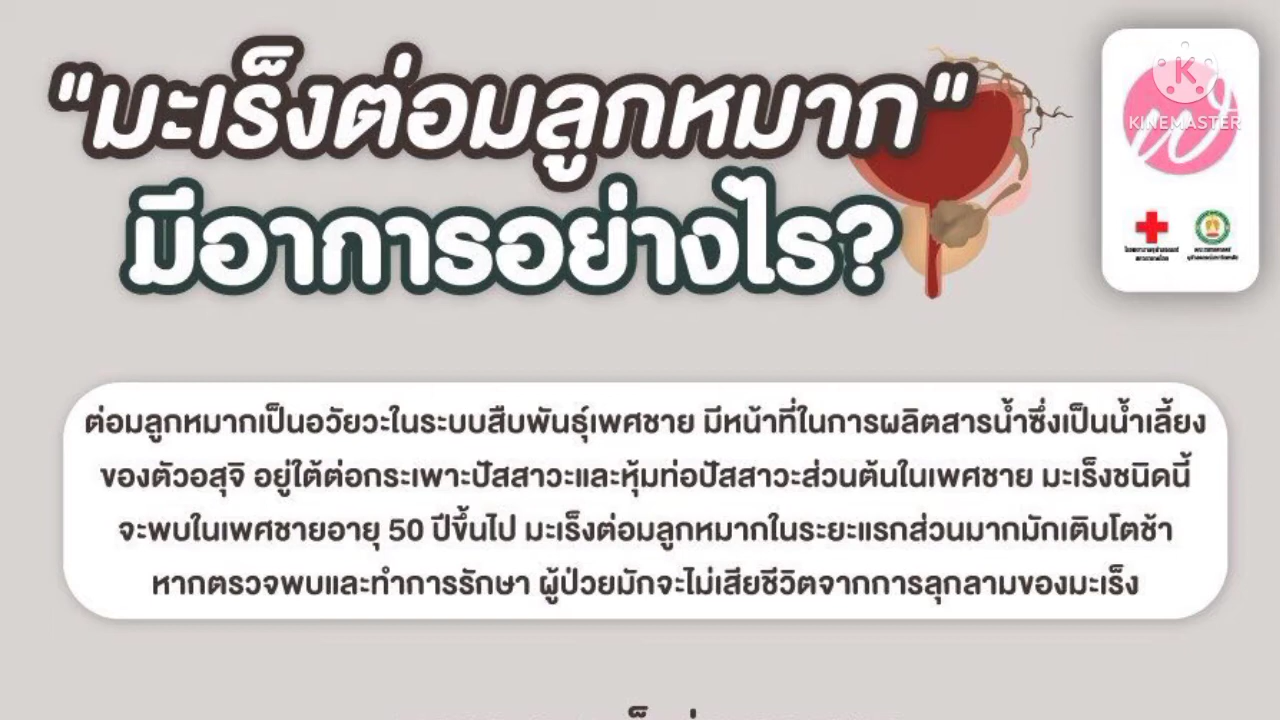 "มะเร็งต่อมลูกหมาก"
มีอาการอย่างไร?
KINEMASTER
ต่อมลูกหมากเป็นอวัยวะในระบบสืบพันธุ์เพศชาย มีหน้าที่ในการผลิตสารน้ำซึ่งเป็นน้ำเลี้ยง
ของตัวอสุจิ อยู่ใต้ต่อกระเพาะปัสสาวะและหุ้มท่อปัสสาวะส่วนต้นในเพศชาย มะเร็งชนิดนี้
จะพบในเพศชายอายุ 50 ปีขึ้นไป มะเร็งต่อมลูกหมากในระยะแรกส่วนมากมักเติบโตช้า
หากตรวจพบและทำการรักษา ผู้ป่วยมักจะไม่เสียชีวิตจากการลุกลามของมะเร็ง